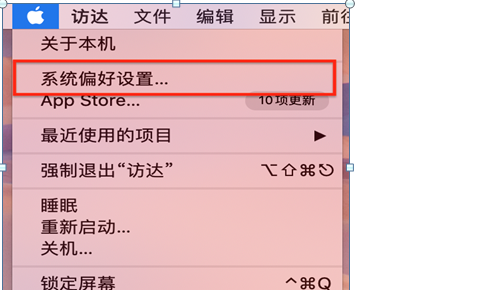 访达 文件 编辑 显示 前往
关于本机
系统偏好设置...
App Store... 10项更新
最近使用的项目 ▶
强制退出“访达” ⌥⇧⌘⎋
睡眠
重新启动...
关机...
锁定屏幕 ^⌘Q